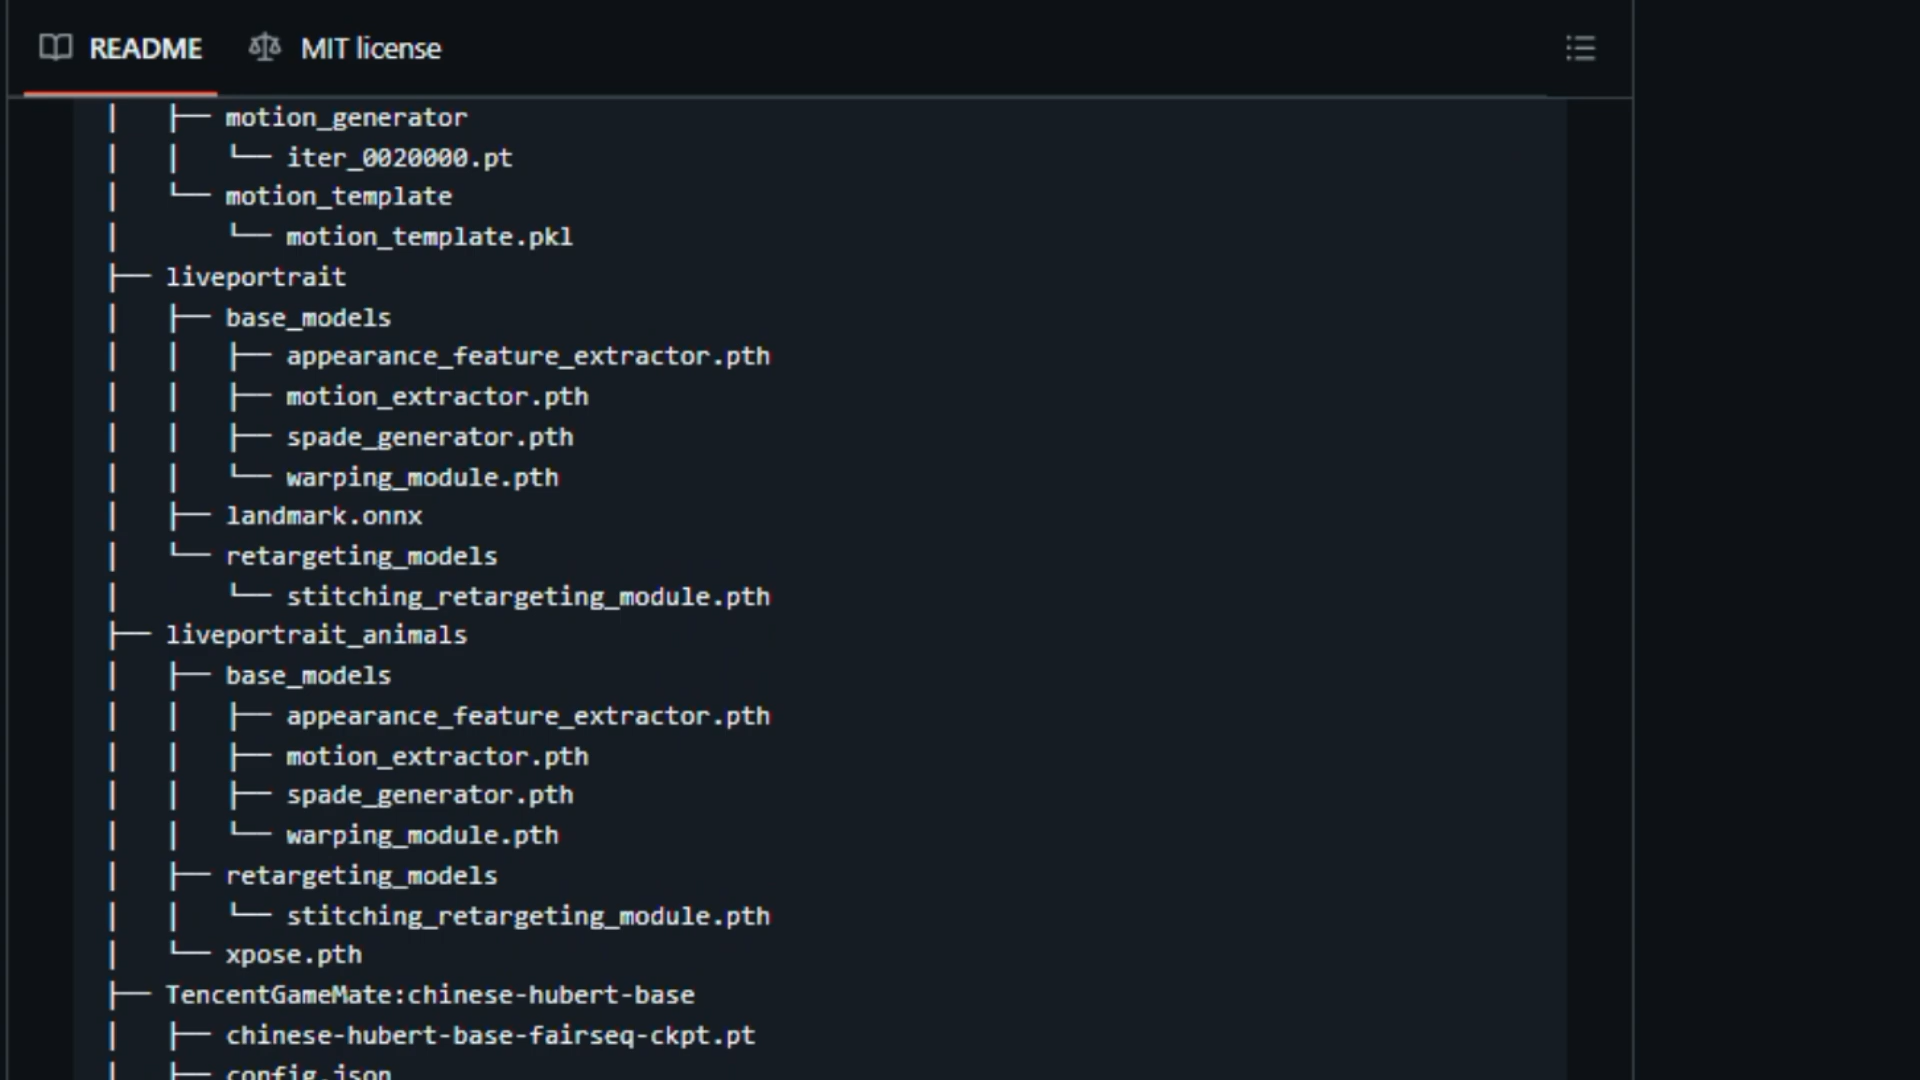 README MIT license
│   ├── motion_generator
│   │   └── iter_0020000.pt
│   └── motion_template
│       └── motion_template.pkl
├── liveportrait
│   ├── base_models
│   │   ├── appearance_feature_extractor.pth
│   │   ├── motion_extractor.pth
│   │   ├── spade_generator.pth
│   │   └── warping_module.pth
│   ├── landmark.onnx
│   └── retargeting_models
│       └── stitching_retargeting_module.pth
├── liveportrait_animals
│   ├── base_models
│   │   ├── appearance_feature_extractor.pth
│   │   ├── motion_extractor.pth
│   │   ├── spade_generator.pth
│   │   └── warping_module.pth
│   ├── retargeting_models
│   │   └── stitching_retargeting_module.pth
│   └── xpose.pth
├── TencentGameMate:chinese-hubert-base
│   ├── chinese-hubert-base-fairseq-ckpt.pt
│   ├── config.json